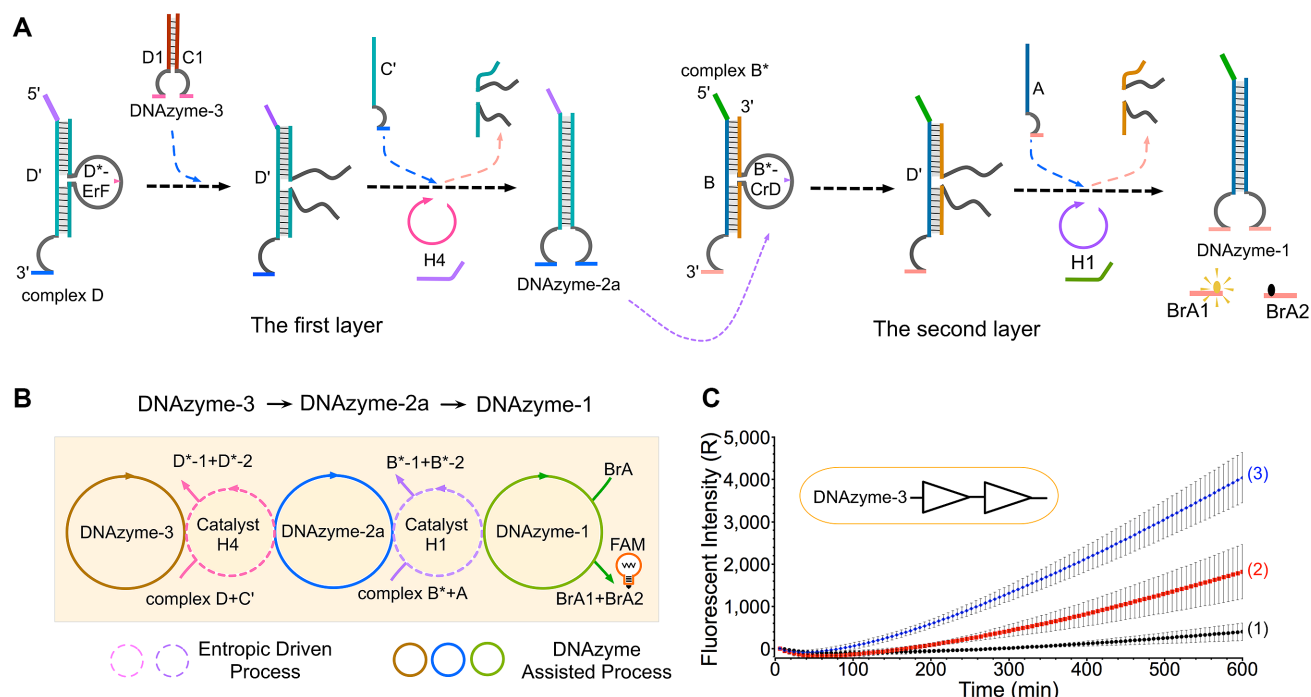 A
D1
C1
DNAzyme-3
5'
D'
D*-
ErF
3'
complex D
D'
C'
H4
DNAzyme-2a
The first layer
complex B*
5'
3'
B
B*-
CrD
3'
D'
A
H1
DNAzyme-1
BrA1
BrA2
The second layer
B
DNAzyme-3 → DNAzyme-2a → DNAzyme-1
D*-1+D*-2
B*-1+B*-2
BrA
DNAzyme-3
Catalyst
H4
DNAzyme-2a
Catalyst
H1
DNAzyme-1
FAM
complex D+C'
complex B*+A
BrA1+BrA2
Entropic Driven
Process
DNAzyme
Assisted Process
C
Fluorescent Intensity (R)
5,000
4,000
3,000
2,000
1,000
0
DNAzyme-3
(3)
(2)
(1)
0 100 200 300 400 500 600
Time (min)